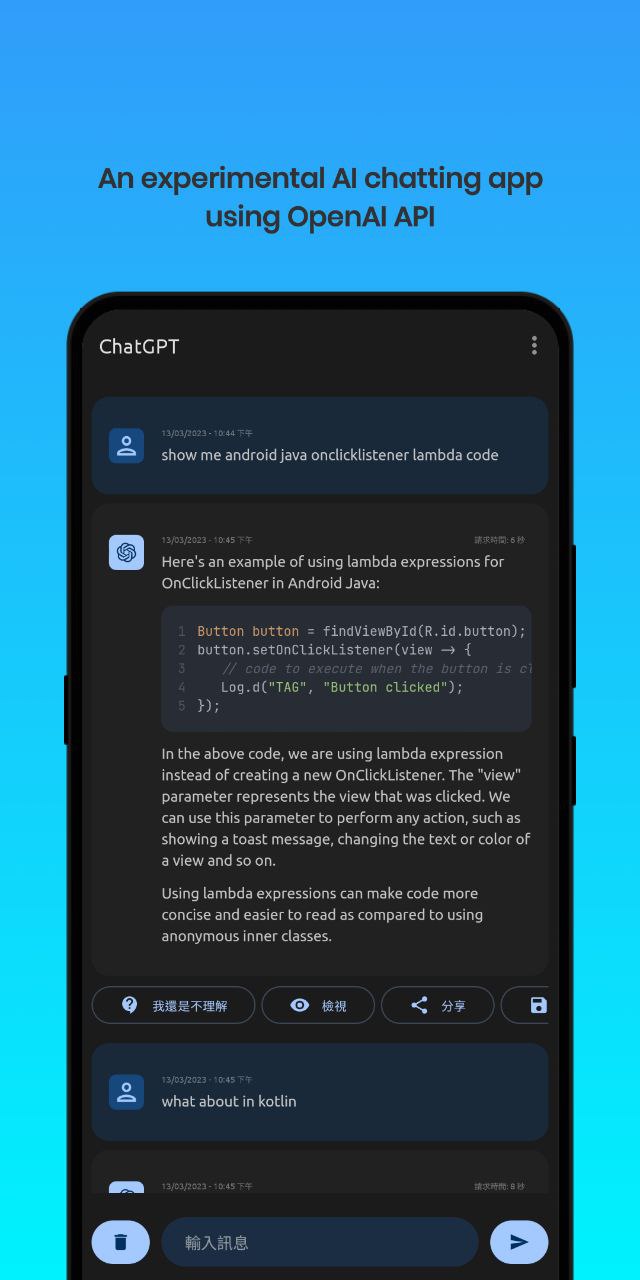 An experimental AI chatting app
using OpenAI API
ChatGPT
13/03/2023 - 10:44 下午
show me android java onclicklistener lambda code
13/03/2023 - 10:45 下午
請求時間: 6 秒
Here's an example of using lambda expressions for
OnClickListener in Android Java:
1 Button button = findViewById(R.id.button);
2 button.setOnClickListener(view -> {
3 // code to execute when the button is cl
4 Log.d("TAG", "Button clicked");
5 });
In the above code, we are using lambda expression
instead of creating a new OnClickListener. The "view"
parameter represents the view that was clicked. We
can use this parameter to perform any action, such as
showing a toast message, changing the text or color of
a view and so on.
Using lambda expressions can make code more
concise and easier to read as compared to using
anonymous inner classes.
我還是不理解 檢視 分享
13/03/2023 - 10:45 下午
what about in kotlin
13/03/2023 - 10:45 下午
請求時間: 8 秒
輸入訊息